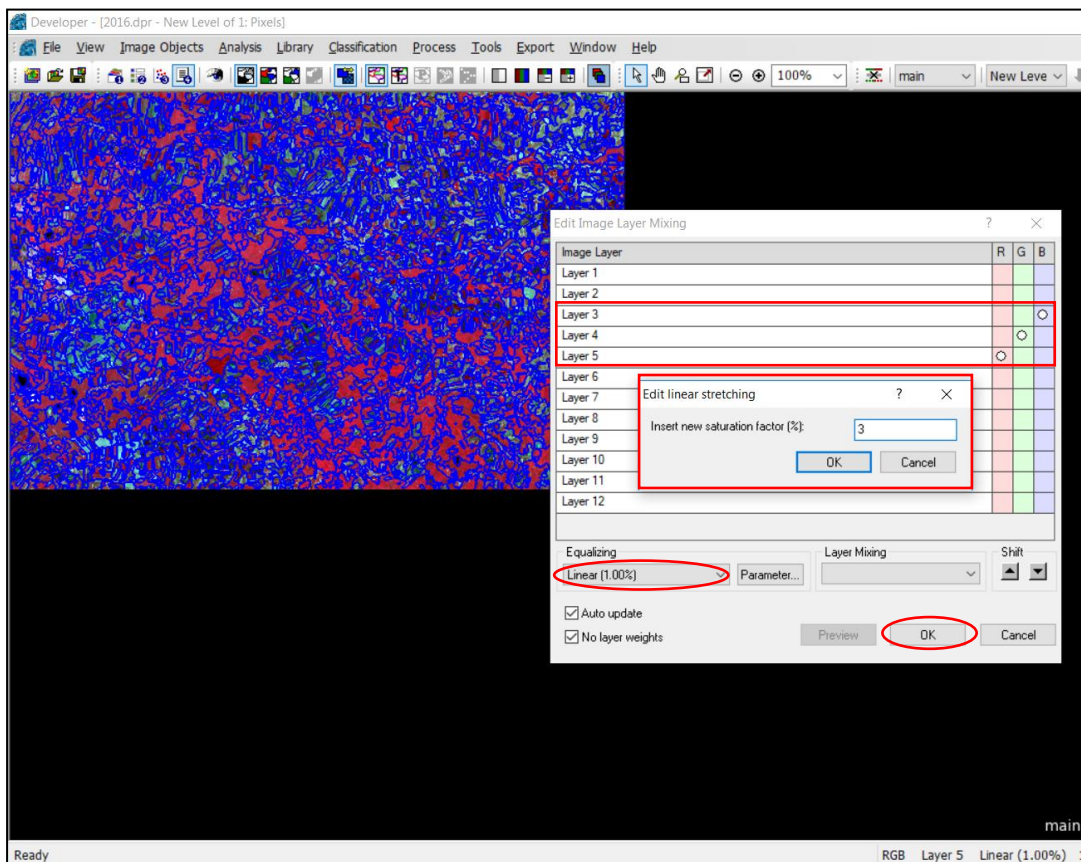 Developer - [2016.dpr - New Level of 1: Pixels]
File View Image Objects Analysis Library Classification Process Tools Export Window Help
100% main New Leve
Edit Image Layer Mixing ?
Image Layer R G B
Layer 1
Layer 2
Layer 3
Layer 4
Layer 5
Layer 6
Layer 7
Layer 8
Layer 9
Layer 10
Layer 11
Layer 12
Edit linear stretching ?
Insert new saturation factor (%): 3
OK Cancel
Equalizing Layer Mixing Shift
Linear (1.00%) Parameter...
Auto update
No layer weights Preview OK Cancel
main
Ready RGB Layer 5 Linear (1.00%)